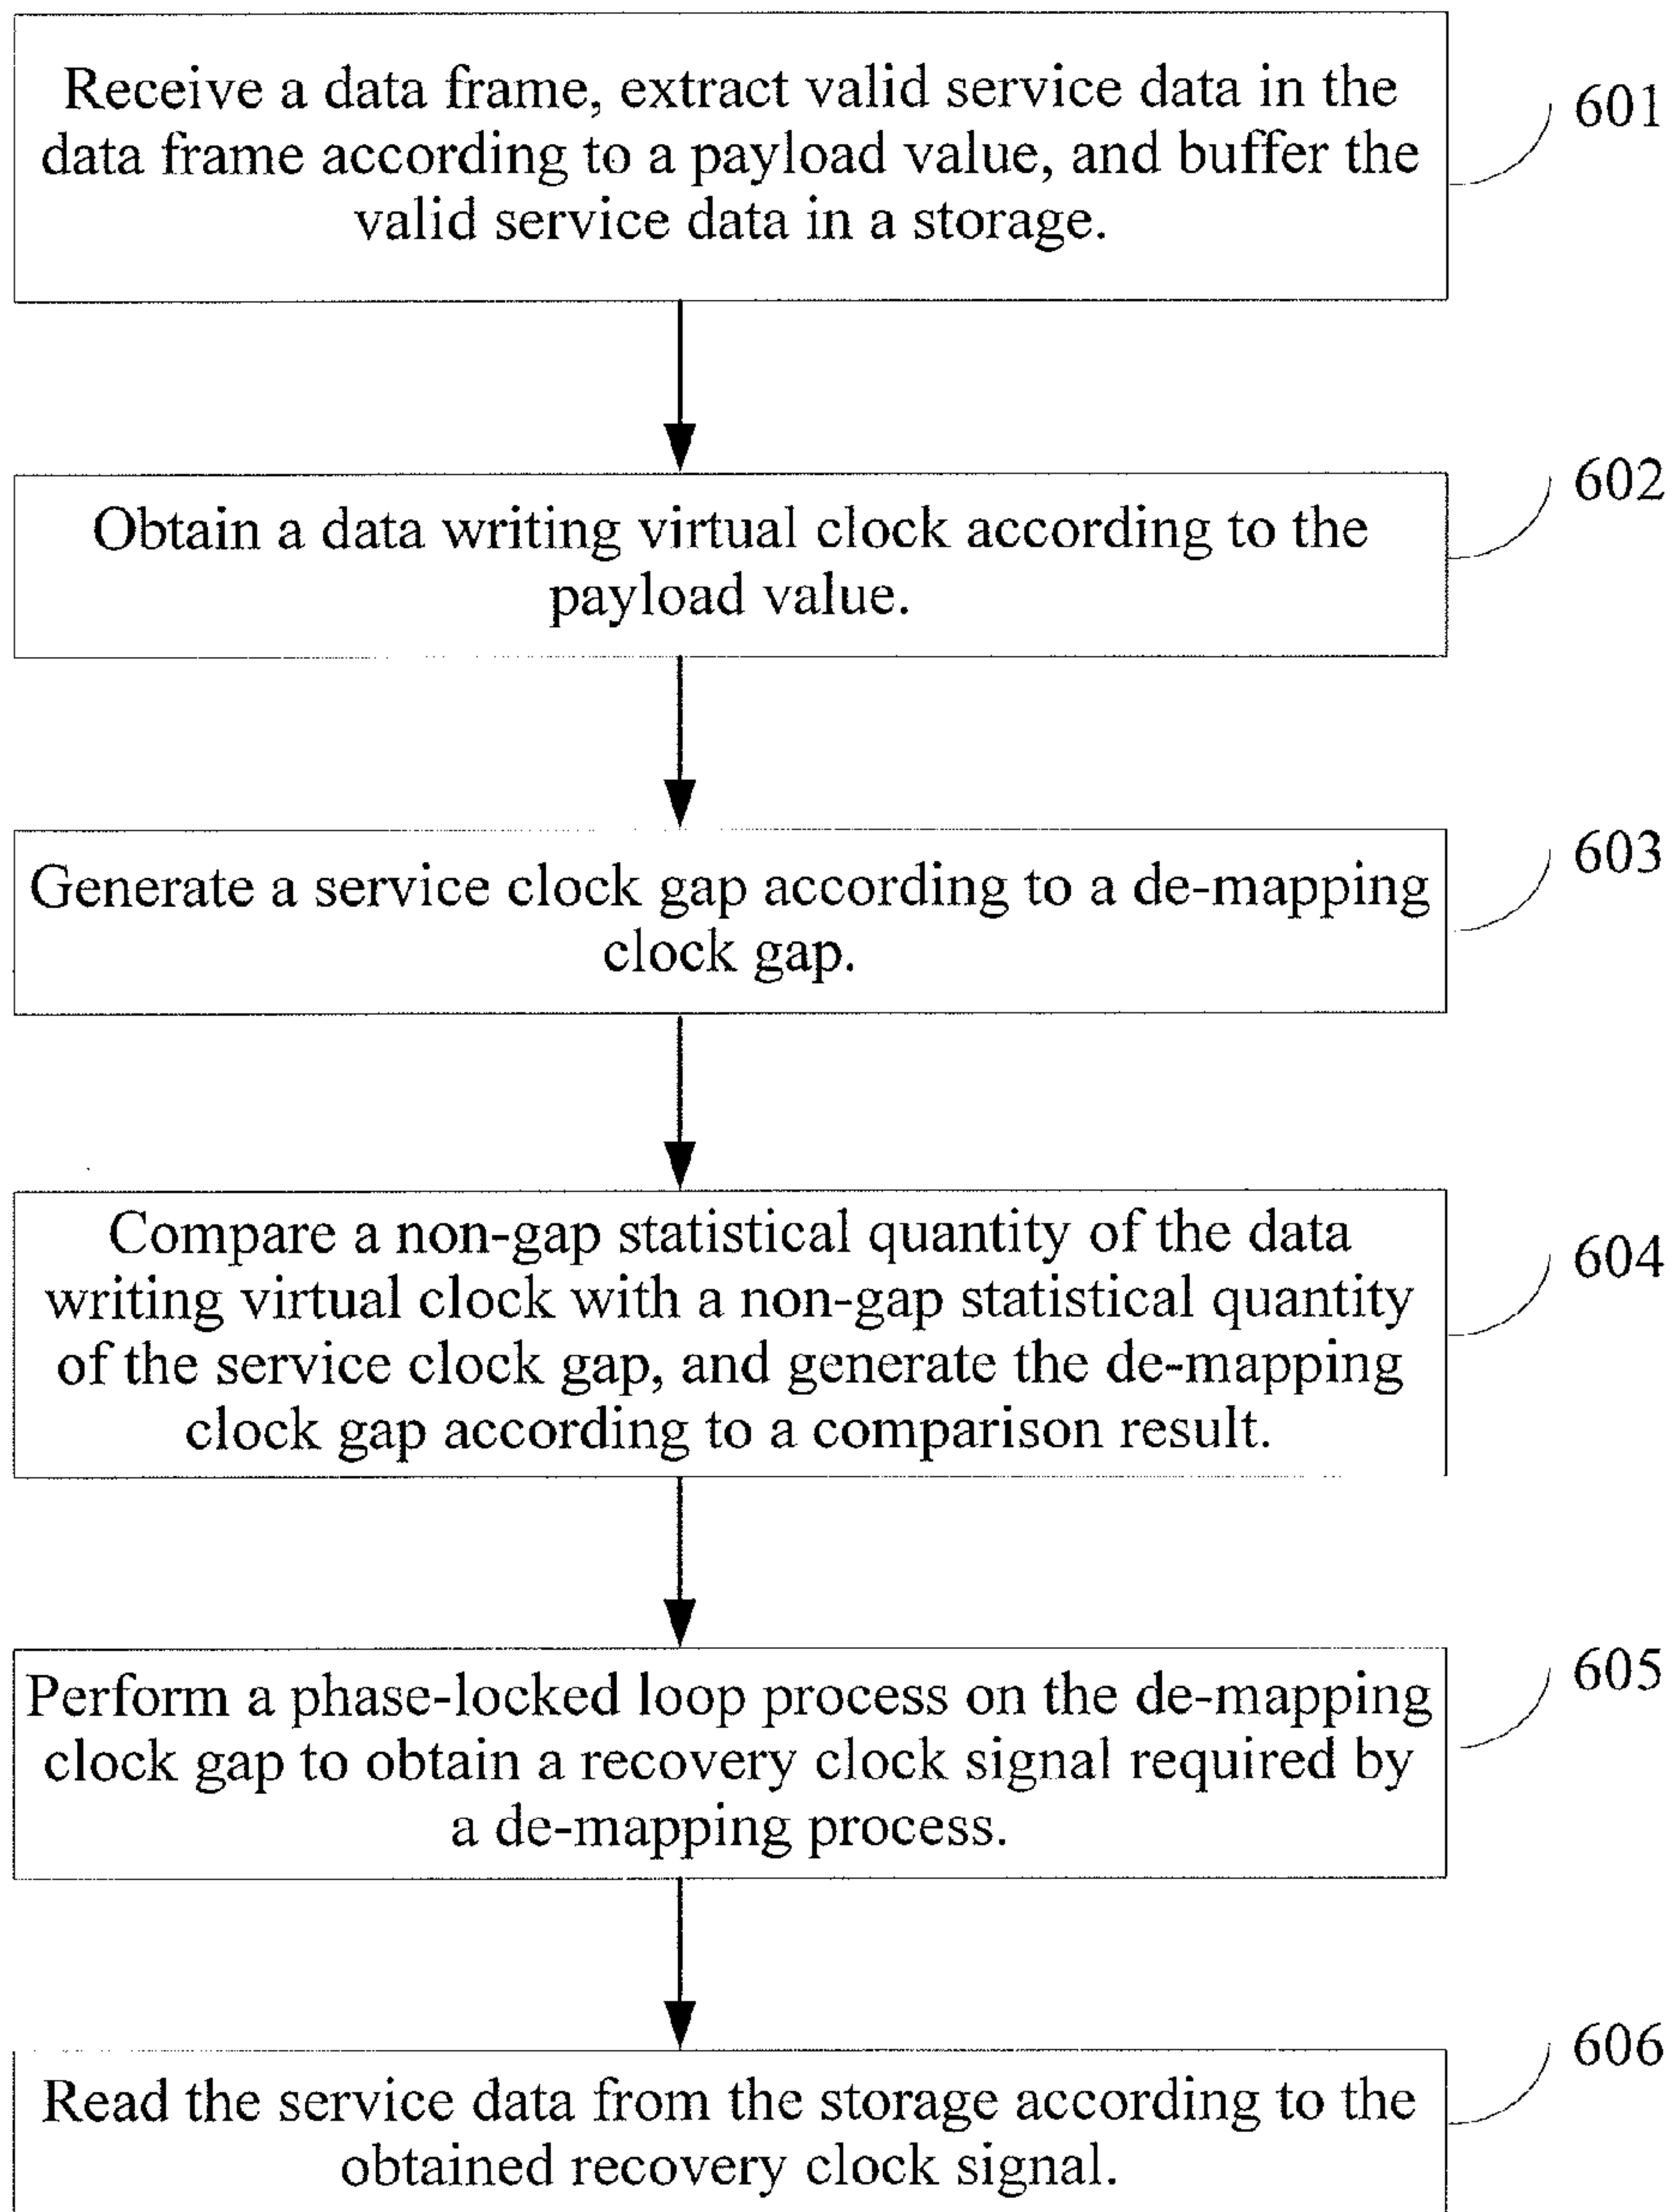 Receive a data frame, extract valid service data in the
data frame according to a payload value, and buffer the
valid service data in a storage.
601
Obtain a data writing virtual clock according to the
payload value.
602
Generate a service clock gap according to a de-mapping
clock gap.
603
Compare a non-gap statistical quantity of the data
writing virtual clock with a non-gap statistical quantity
of the service clock gap, and generate the de-mapping
clock gap according to a comparison result.
604
Perform a phase-locked loop process on the de-mapping
clock gap to obtain a recovery clock signal required by
a de-mapping process.
605
Read the service data from the storage according to the
obtained recovery clock signal.
606